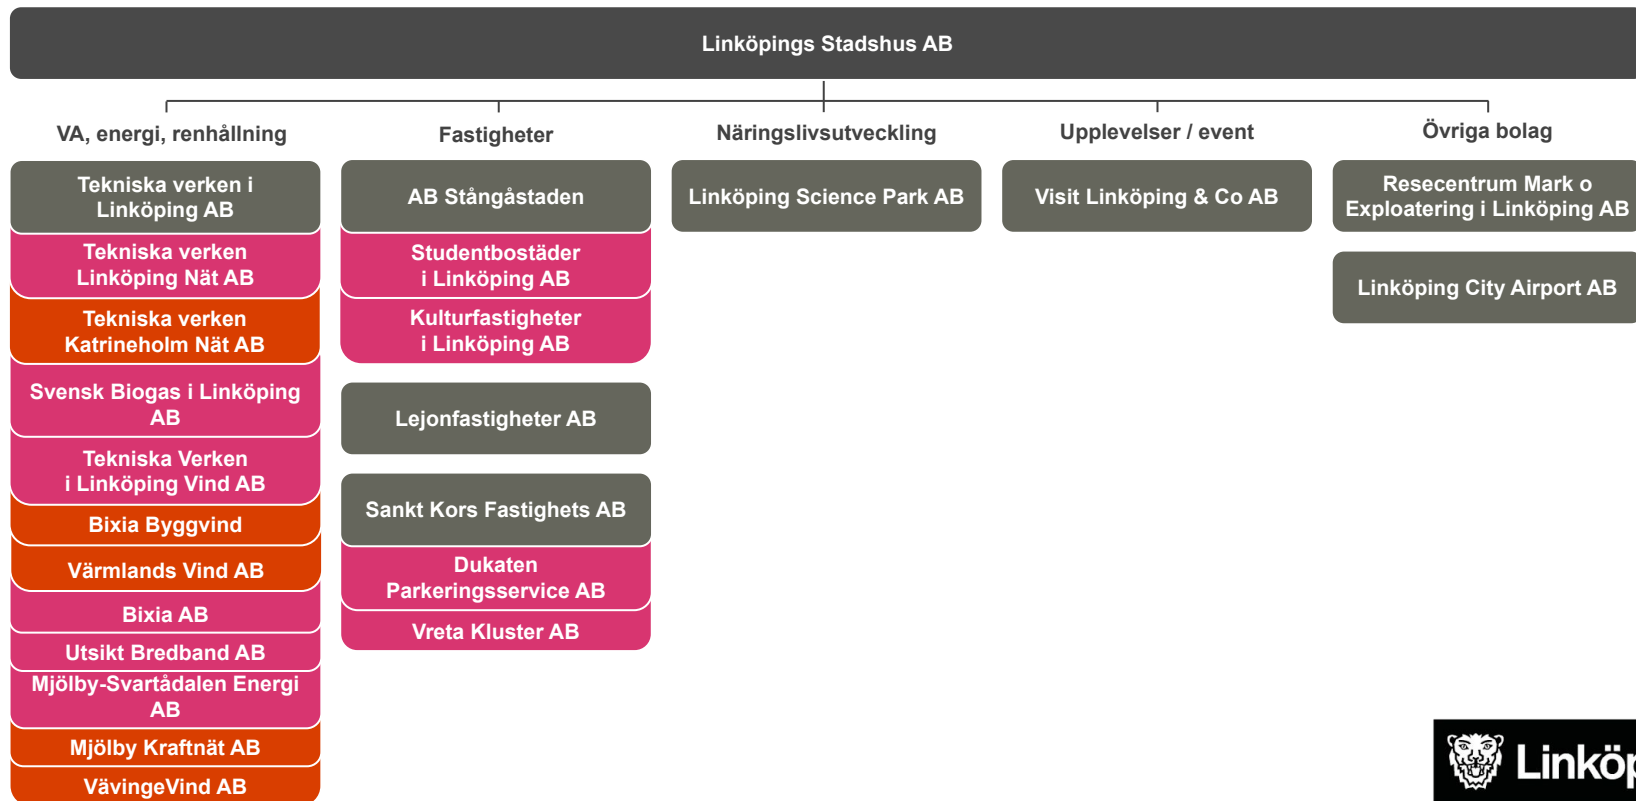 Linköpings Stadshus AB
VA, energi, renhållning
Tekniska verken i
Linköping AB
Tekniska verken
Linköping Nät AB
Tekniska verken
Katrineholm Nät AB
Svensk Biogas i Linköping
AB
Tekniska Verken
i Linköping Vind AB
Bixia Byggvind
Värmlands Vind AB
Bixia AB
Utsikt Bredband AB
Mjölby-Svartådalen Energi
AB
Mjölby Kraftnät AB
VävingeVind AB
Fastigheter
AB Stångåstaden
Studentbostäder
i Linköping AB
Kulturfastigheter
i Linköping AB
Lejonfastigheter AB
Sankt Kors Fastighets AB
Dukaten
Parkeringsservice AB
Vreta Kluster AB
Näringslivsutveckling
Linköping Science Park AB
Upplevelser / event
Visit Linköping & Co AB
Övriga bolag
Resecentrum Mark o
Exploatering i Linköping AB
Linköping City Airport AB
Linköp